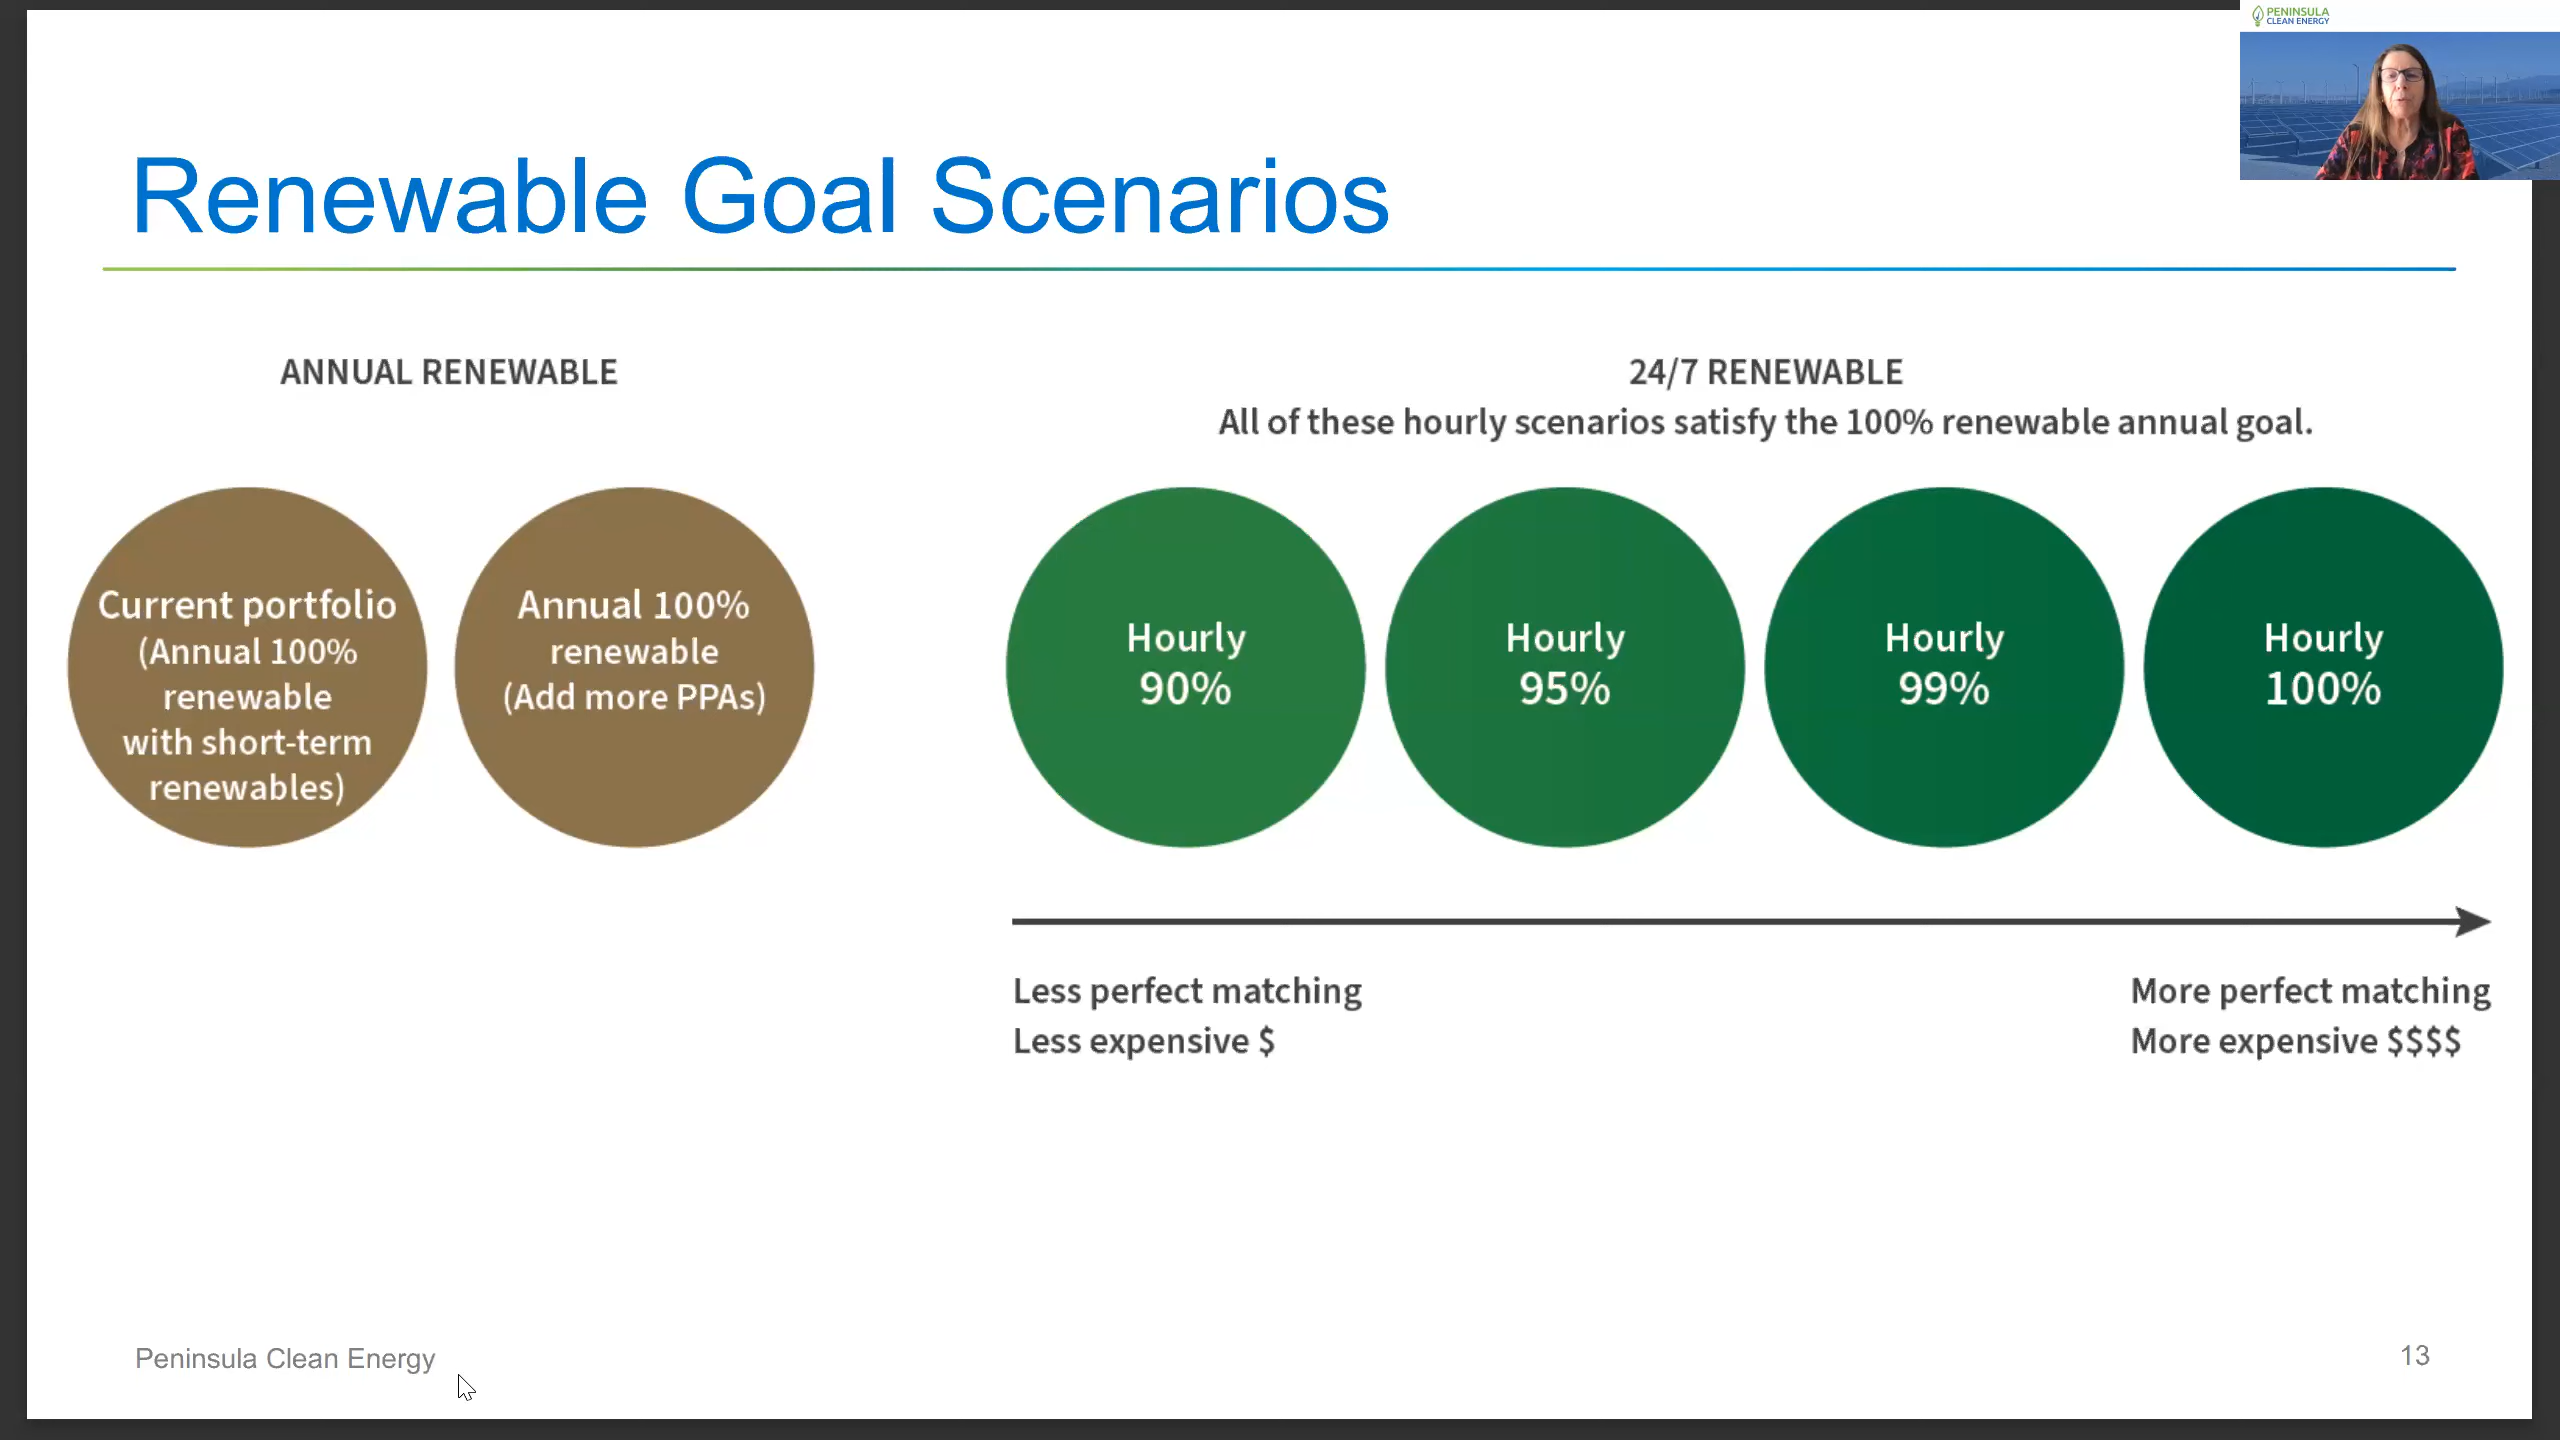 PENINSULA
CLEAN ENERGY
Renewable Goal Scenarios
ANNUAL RENEWABLE
Current portfolio
(Annual 100%
renewable
with short-term
renewables)
Annual 100%
renewable
(Add more PPAs)
24/7 RENEWABLE
All of these hourly scenarios satisfy the 100% renewable annual goal.
Hourly
90%
Hourly
95%
Hourly
99%
Hourly
100%
Less perfect matching
Less expensive $
More perfect matching
More expensive $$$$
Peninsula Clean Energy
13